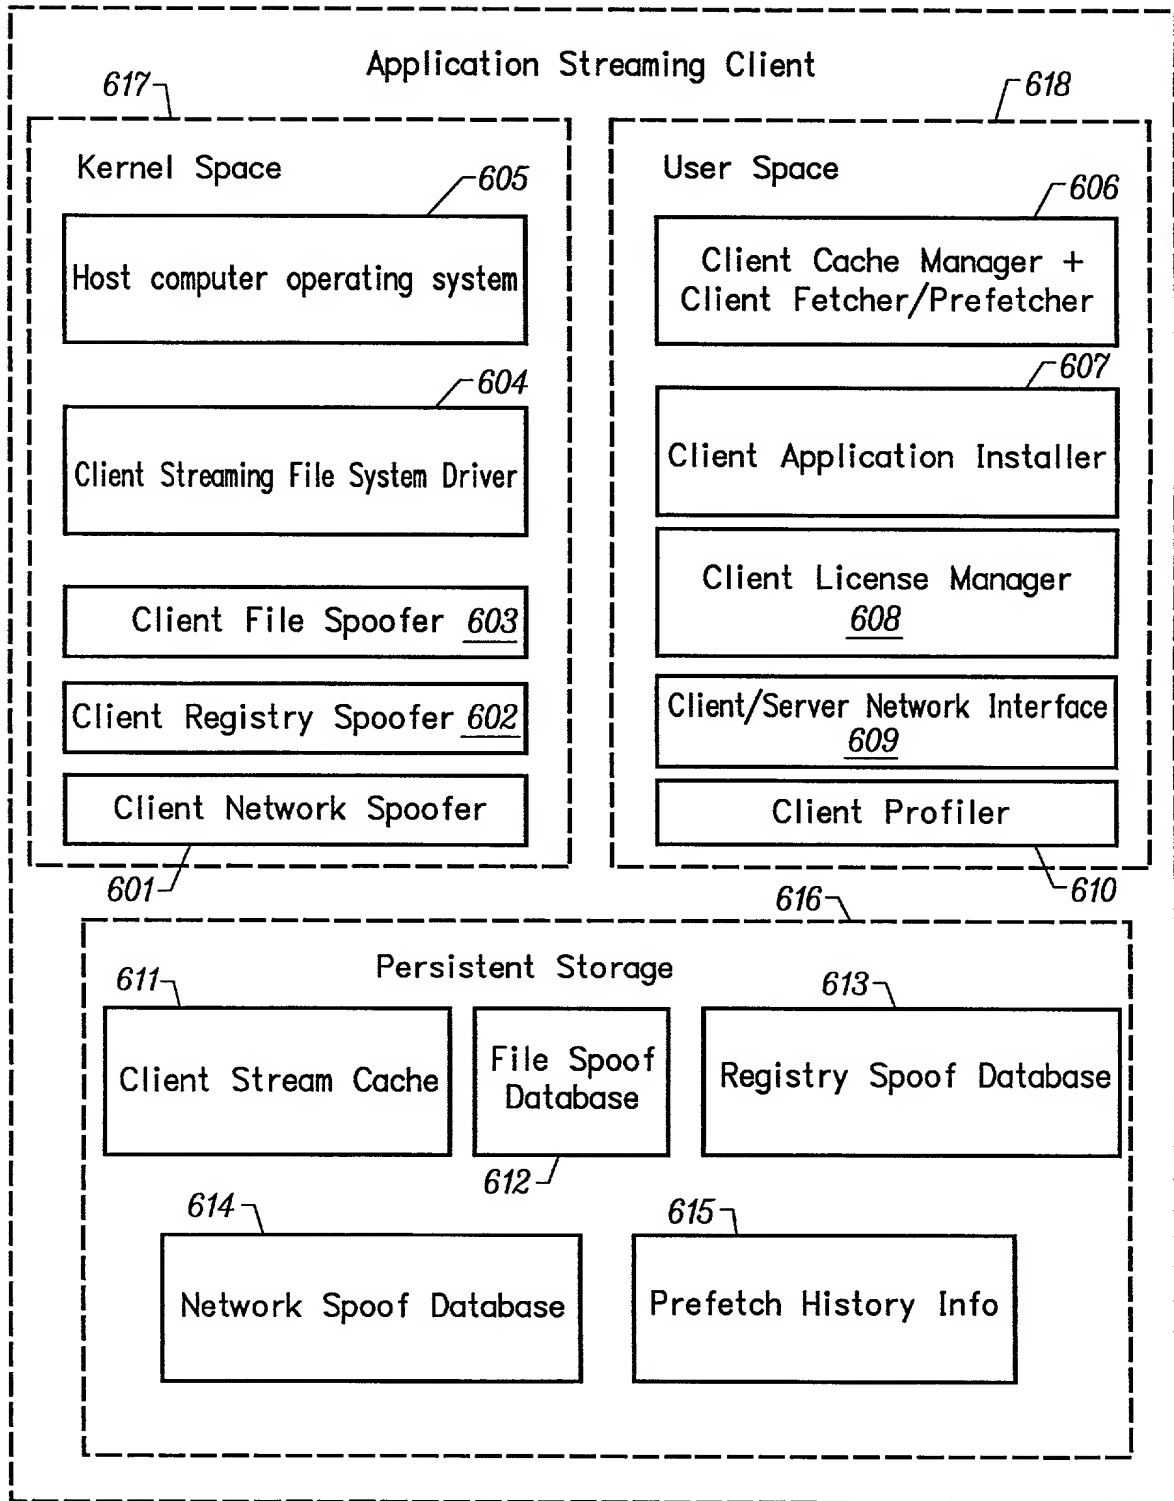 Application Streaming Client
617
Kernel Space
605
Host computer operating system
604
Client Streaming File System Driver
Client File Spoofer 603
Client Registry Spoofer 602
Client Network Spoofer
601
618
User Space
606
Client Cache Manager +
Client Fetcher/Prefetcher
607
Client Application Installer
Client License Manager
608
Client/Server Network Interface
609
Client Profiler
610
616
Persistent Storage
611
Client Stream Cache
File Spoof
Database
612
613
Registry Spoof Database
614
Network Spoof Database
615
Prefetch History Info